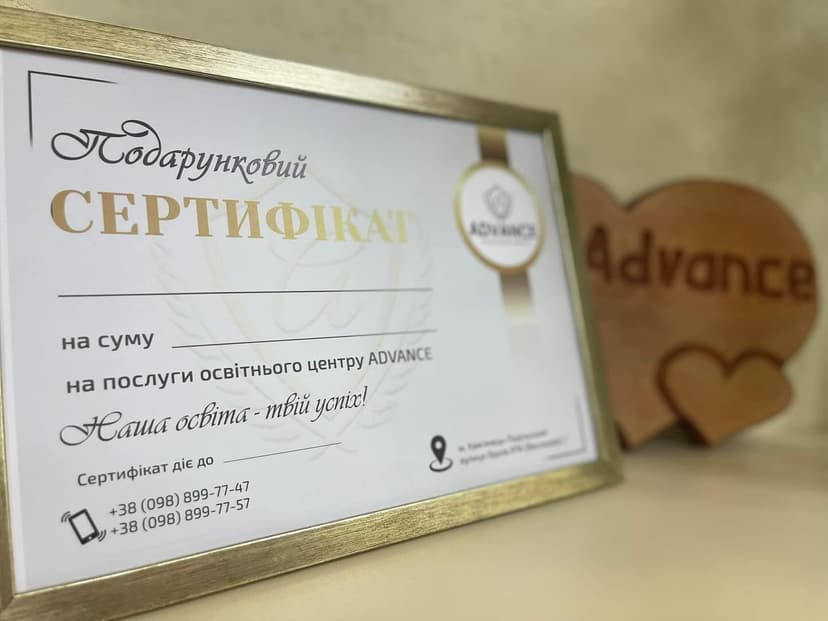 Подарунковий
СЕРТИФІКАТ
ADVANCE
Advance
на суму
на послуги освітнього центру ADVANCE
Наша освіта - твій успіх!
Сертифікат діє до
+38 (098) 899-77-47
+38 (098) 899-77-57